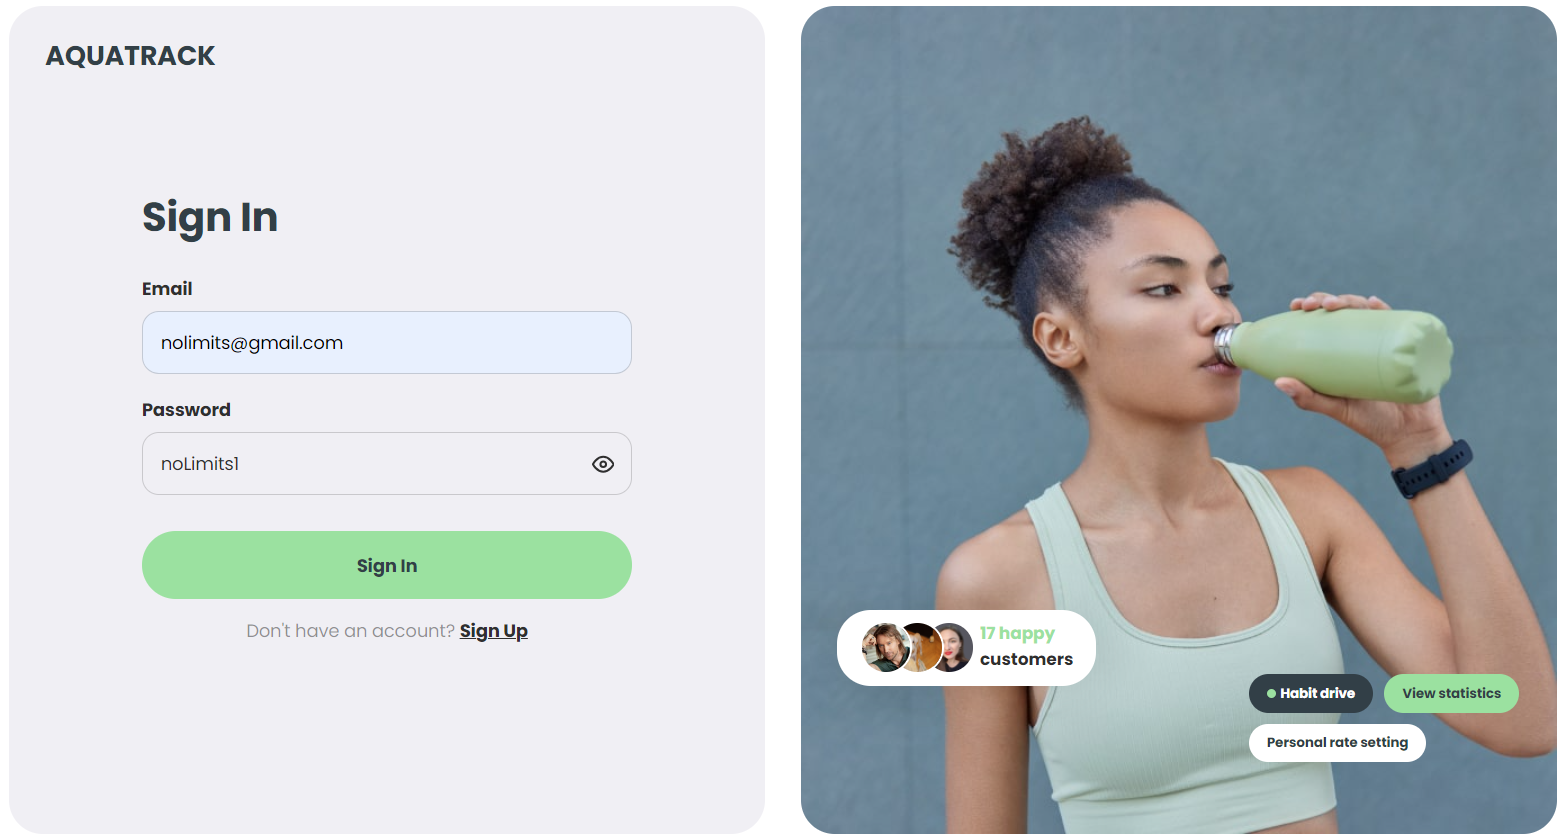 AQUATRACK
Sign In
Email
nolimits@gmail.com
Password
noLimits1
Sign In
Don't have an account? Sign Up
17 happy
customers
Habit drive
View statistics
Personal rate setting